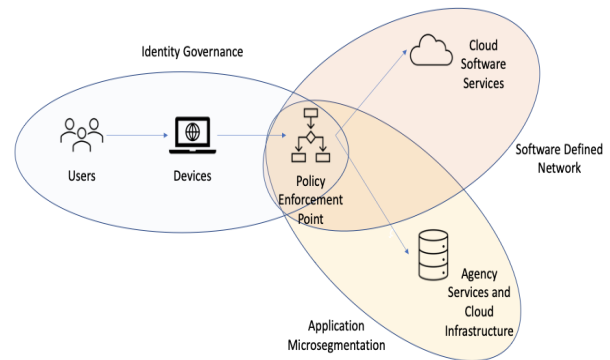 Identity Governance
Cloud
Software
Services
Software Defined
Network
Users
Devices
Policy
Enforcement
Point
Agency
Services and
Cloud
Infrastructure
Application
Microsegmentation